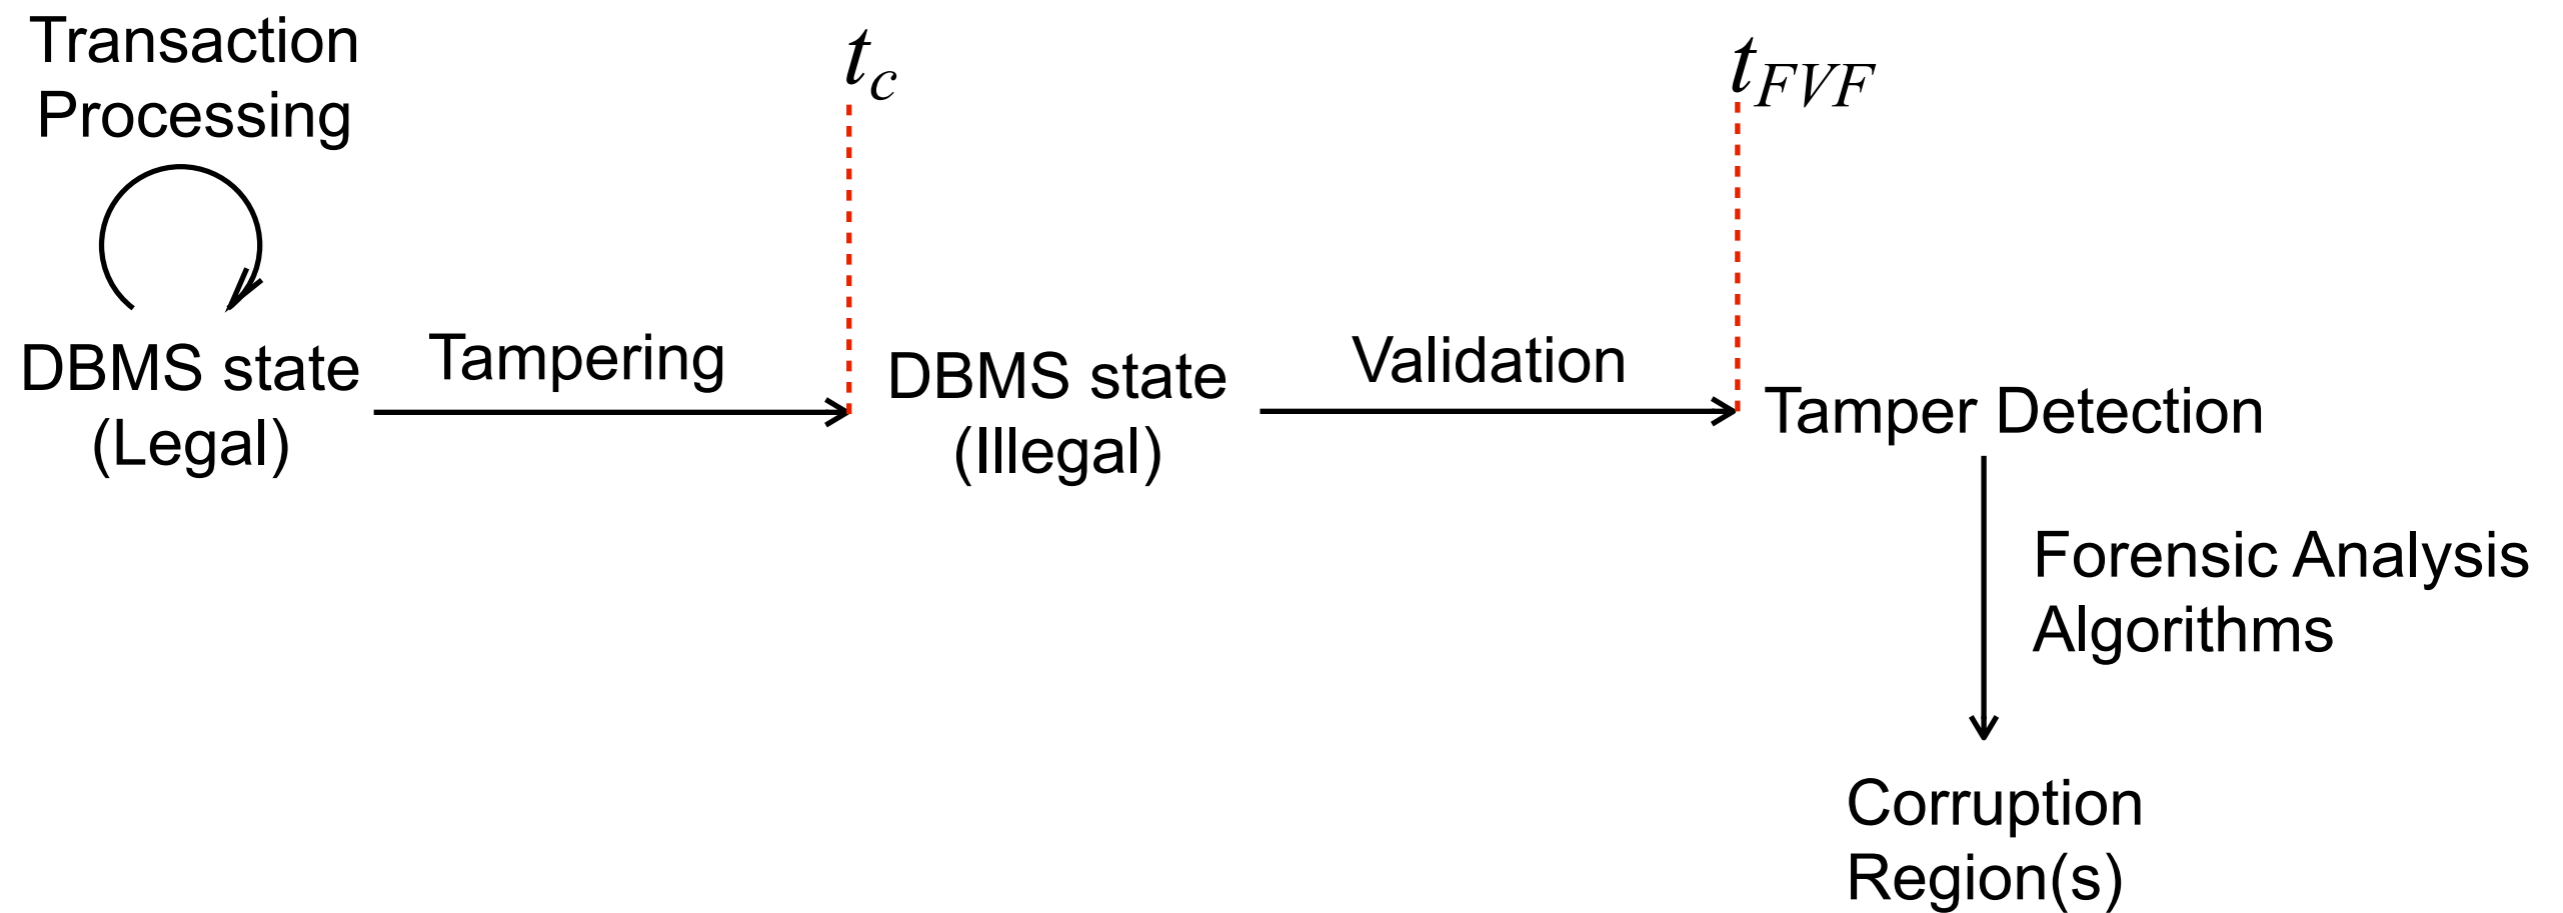 Transaction
Processing
t_c
t_FVF
DBMS state
(Legal)
Tampering
DBMS state
(Illegal)
Validation
Tamper Detection
Forensic Analysis
Algorithms
Corruption
Region(s)